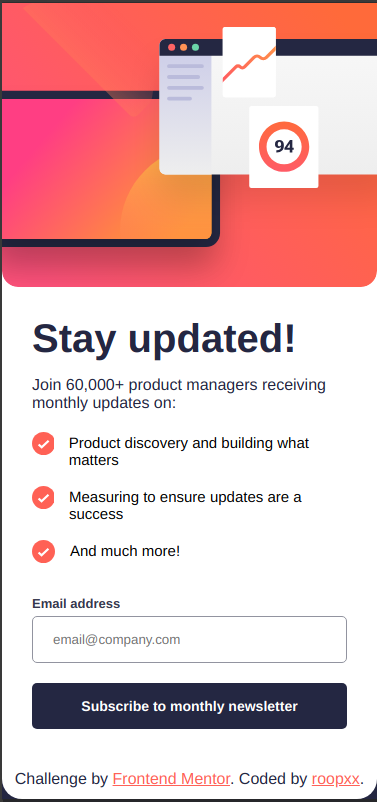 94
Stay updated!
Join 60,000+ product managers receiving
monthly updates on:
Product discovery and building what
matters
Measuring to ensure updates are a
success
And much more!
Email address
email@company.com
Subscribe to monthly newsletter
Challenge by Frontend Mentor. Coded by roopxx.